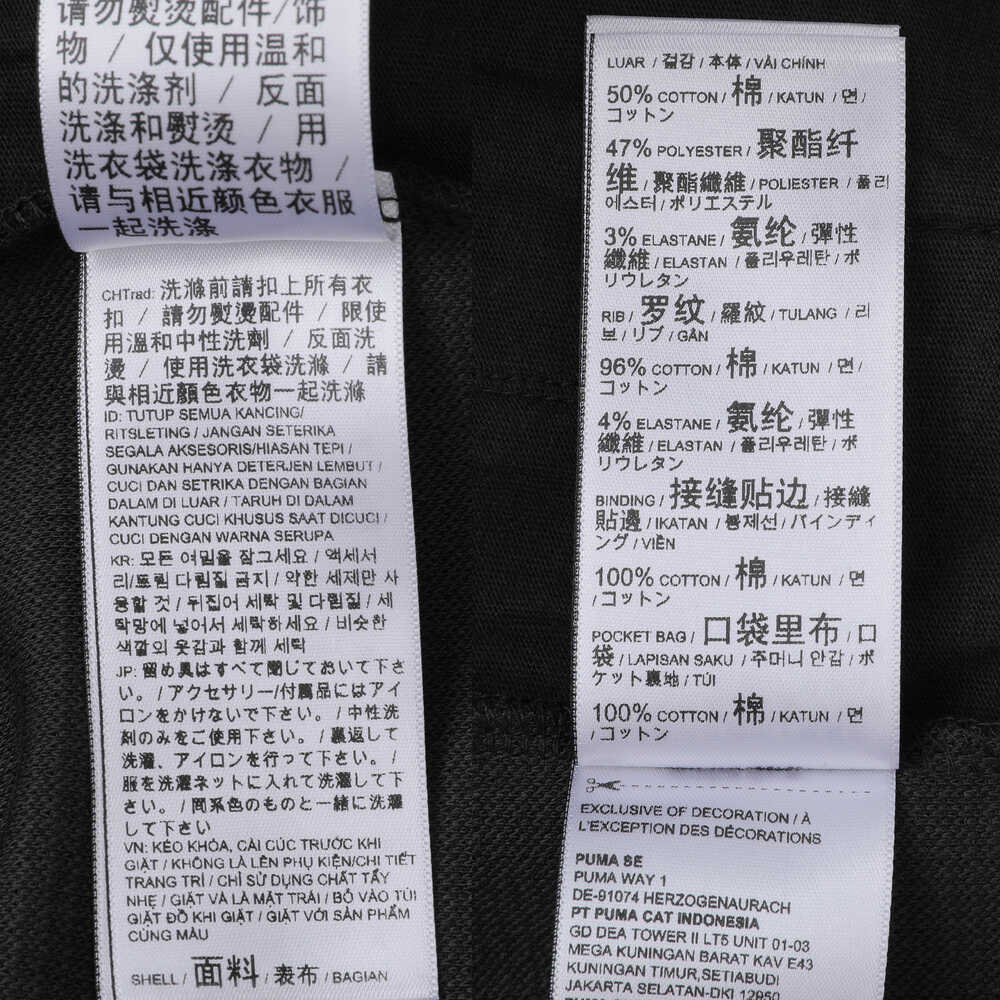 请勿熨烫配件/饰
物 / 仅使用温和
的洗涤剂 / 反面
洗涤和熨烫 / 用
洗衣袋洗涤衣物 /
请与相近颜色衣服
一起洗涤
CHTrad: 洗滌前請扣上所有衣
扣 / 請勿熨燙配件 / 限使
用溫和中性洗劑 / 反面洗
燙 / 使用洗衣袋洗滌 / 請
與相近顏色衣物一起洗滌
ID: TUTUP SEMUA KANCING/
RITSLETING / JANGAN SETERIKA
SEGALA AKSESORIS/HIASAN TEPI /
GUNAKAN HANYA DETERJEN LEMBUT /
CUCI DAN SETRIKA DENGAN BAGIAN
DALAM DI LUAR / TARUH DI DALAM
KANTUNG CUCI KHUSUS SAAT DICUCI /
CUCI DENGAN WARNA SERUPA
KR: 모든 여밈을 잠그세요 / 액세서
리/트림 다림질 금지 / 약한 세제만 사
용할 것 / 뒤집어 세탁 및 다림질 / 세
탁망에 넣어서 세탁하세요 / 비슷한
색깔의 옷감과 함께 세탁
JP: 留め具はすべて閉じておいて下さ
い。 / アクセサリー/付属品にはアイ
ロンをかけないで下さい。 / 中性洗
剤のみをご使用下さい。 / 裏返して
洗濯、アイロンを行って下さい。 /
服を洗濯ネットに入れて洗濯して下
さい。 / 同系色のものと一緒に洗濯
して下さい
VN: KÉO KHÓA, CÀI CÚC TRƯỚC KHI
GIẶT / KHÔNG LÀ LÊN PHỤ KIỆN/CHI TIẾT
TRANG TRÍ / CHỈ SỬ DỤNG CHẤT TẨY
NHẸ / GIẶT VÀ LÀ MẶT TRÁI / BỎ VÀO TÚI
GIẶT ĐỒ KHI GIẶT / GIẶT VỚI SẢN PHẨM
CÙNG MÀU
SHELL / 面料 / 表布 / BAGIAN
LUAR / 겉감 / 本体 / VẢI CHÍNH
50% COTTON / 棉 / KATUN / 면 /
コットン
47% POLYESTER / 聚酯纤
维 / 聚酯纖維 / POLIESTER / 폴리
에스터 / ポリエステル
3% ELASTANE / 氨纶 / 彈性
纖維 / ELASTAN / 폴리우레탄 / ポ
リウレタン
RIB / 罗纹 / 羅紋 / TULANG / 리
브 / リブ / GÂN
96% COTTON / 棉 / KATUN / 면 /
コットン
4% ELASTANE / 氨纶 / 彈性
纖維 / ELASTAN / 폴리우레탄 / ポ
リウレタン
BINDING / 接缝贴边 / 接縫
貼邊 / IKATAN / 봉제선 / バインディ
ング / VIỀN
100% COTTON / 棉 / KATUN / 면
/ コットン
POCKET BAG / 口袋里布 / 口
袋 / LAPISAN SAKU / 주머니 안감 / ポ
ケット裏地 / TÚI
100% COTTON / 棉 / KATUN / 면
/ コットン
EXCLUSIVE OF DECORATION / À
L'EXCEPTION DES DÉCORATIONS
PUMA SE
PUMA WAY 1
DE-91074 HERZOGENAURACH
PT PUMA CAT INDONESIA
GD DEA TOWER II LT5 UNIT 01-03
MEGA KUNINGAN BARAT KAV E43
KUNINGAN TIMUR,SETIABUDI
JAKARTA SELATAN-DKI 12950